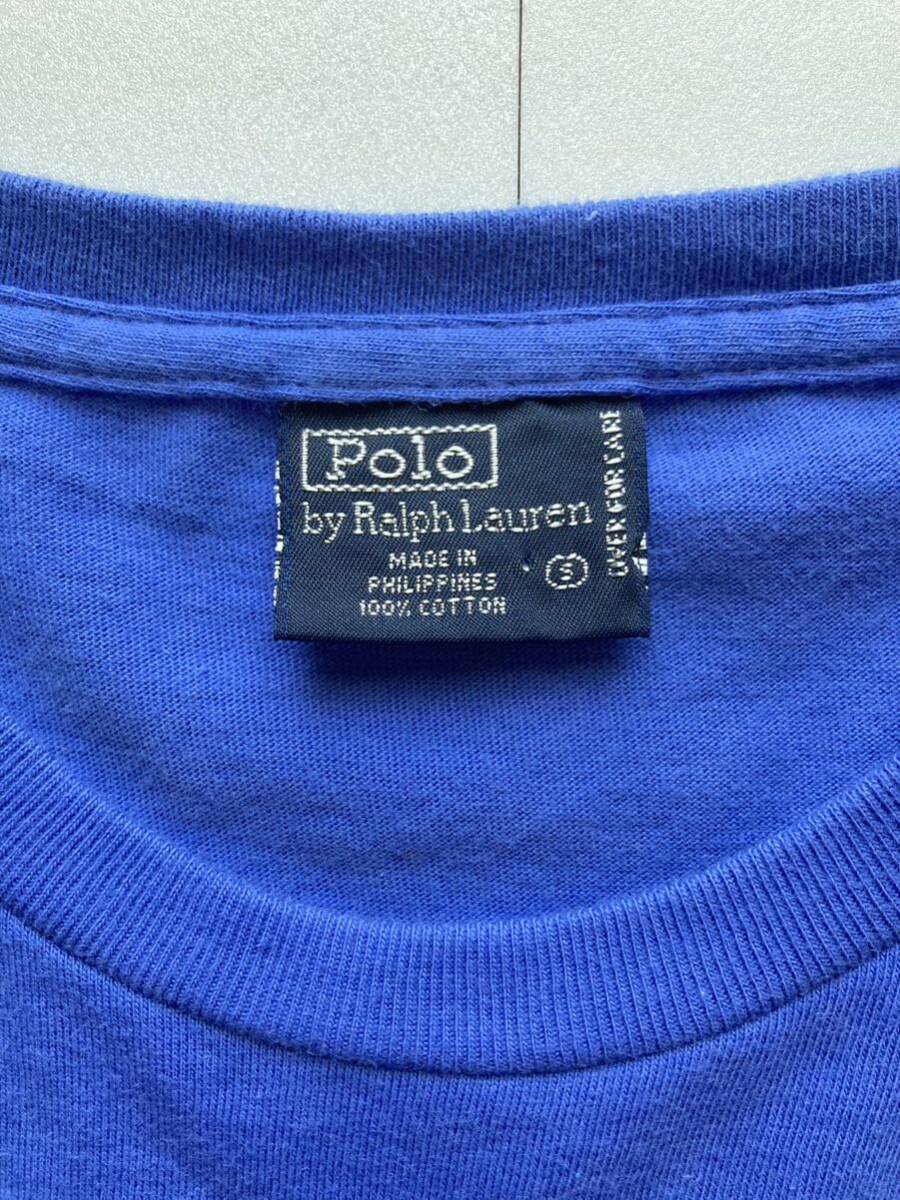 Polo
by Ralph Lauren
MADE IN
PHILIPPINES
100% COTTON
S
OVER FOR CARE